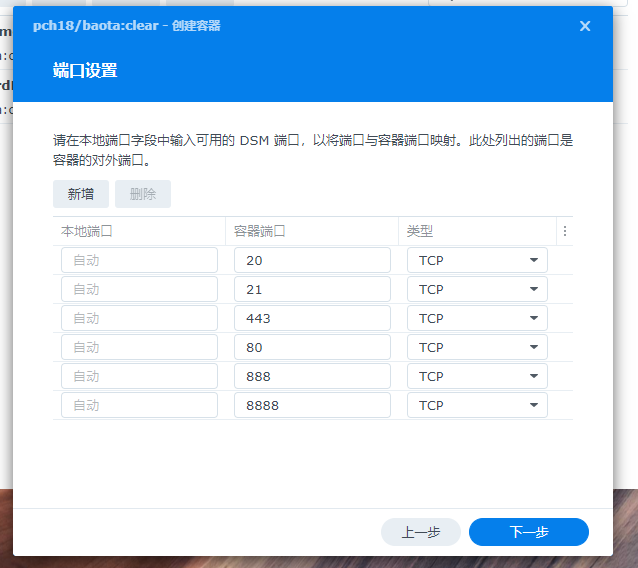 pch18/baota:clear - 创建容器
端口设置
请在本地端口字段中输入可用的 DSM 端口，以将端口与容器端口映射。此处列出的端口是
容器的对外端口。
新增 删除
本地端口 容器端口 类型
自动 20 TCP
自动 21 TCP
自动 443 TCP
自动 80 TCP
自动 888 TCP
自动 8888 TCP
上一步 下一步